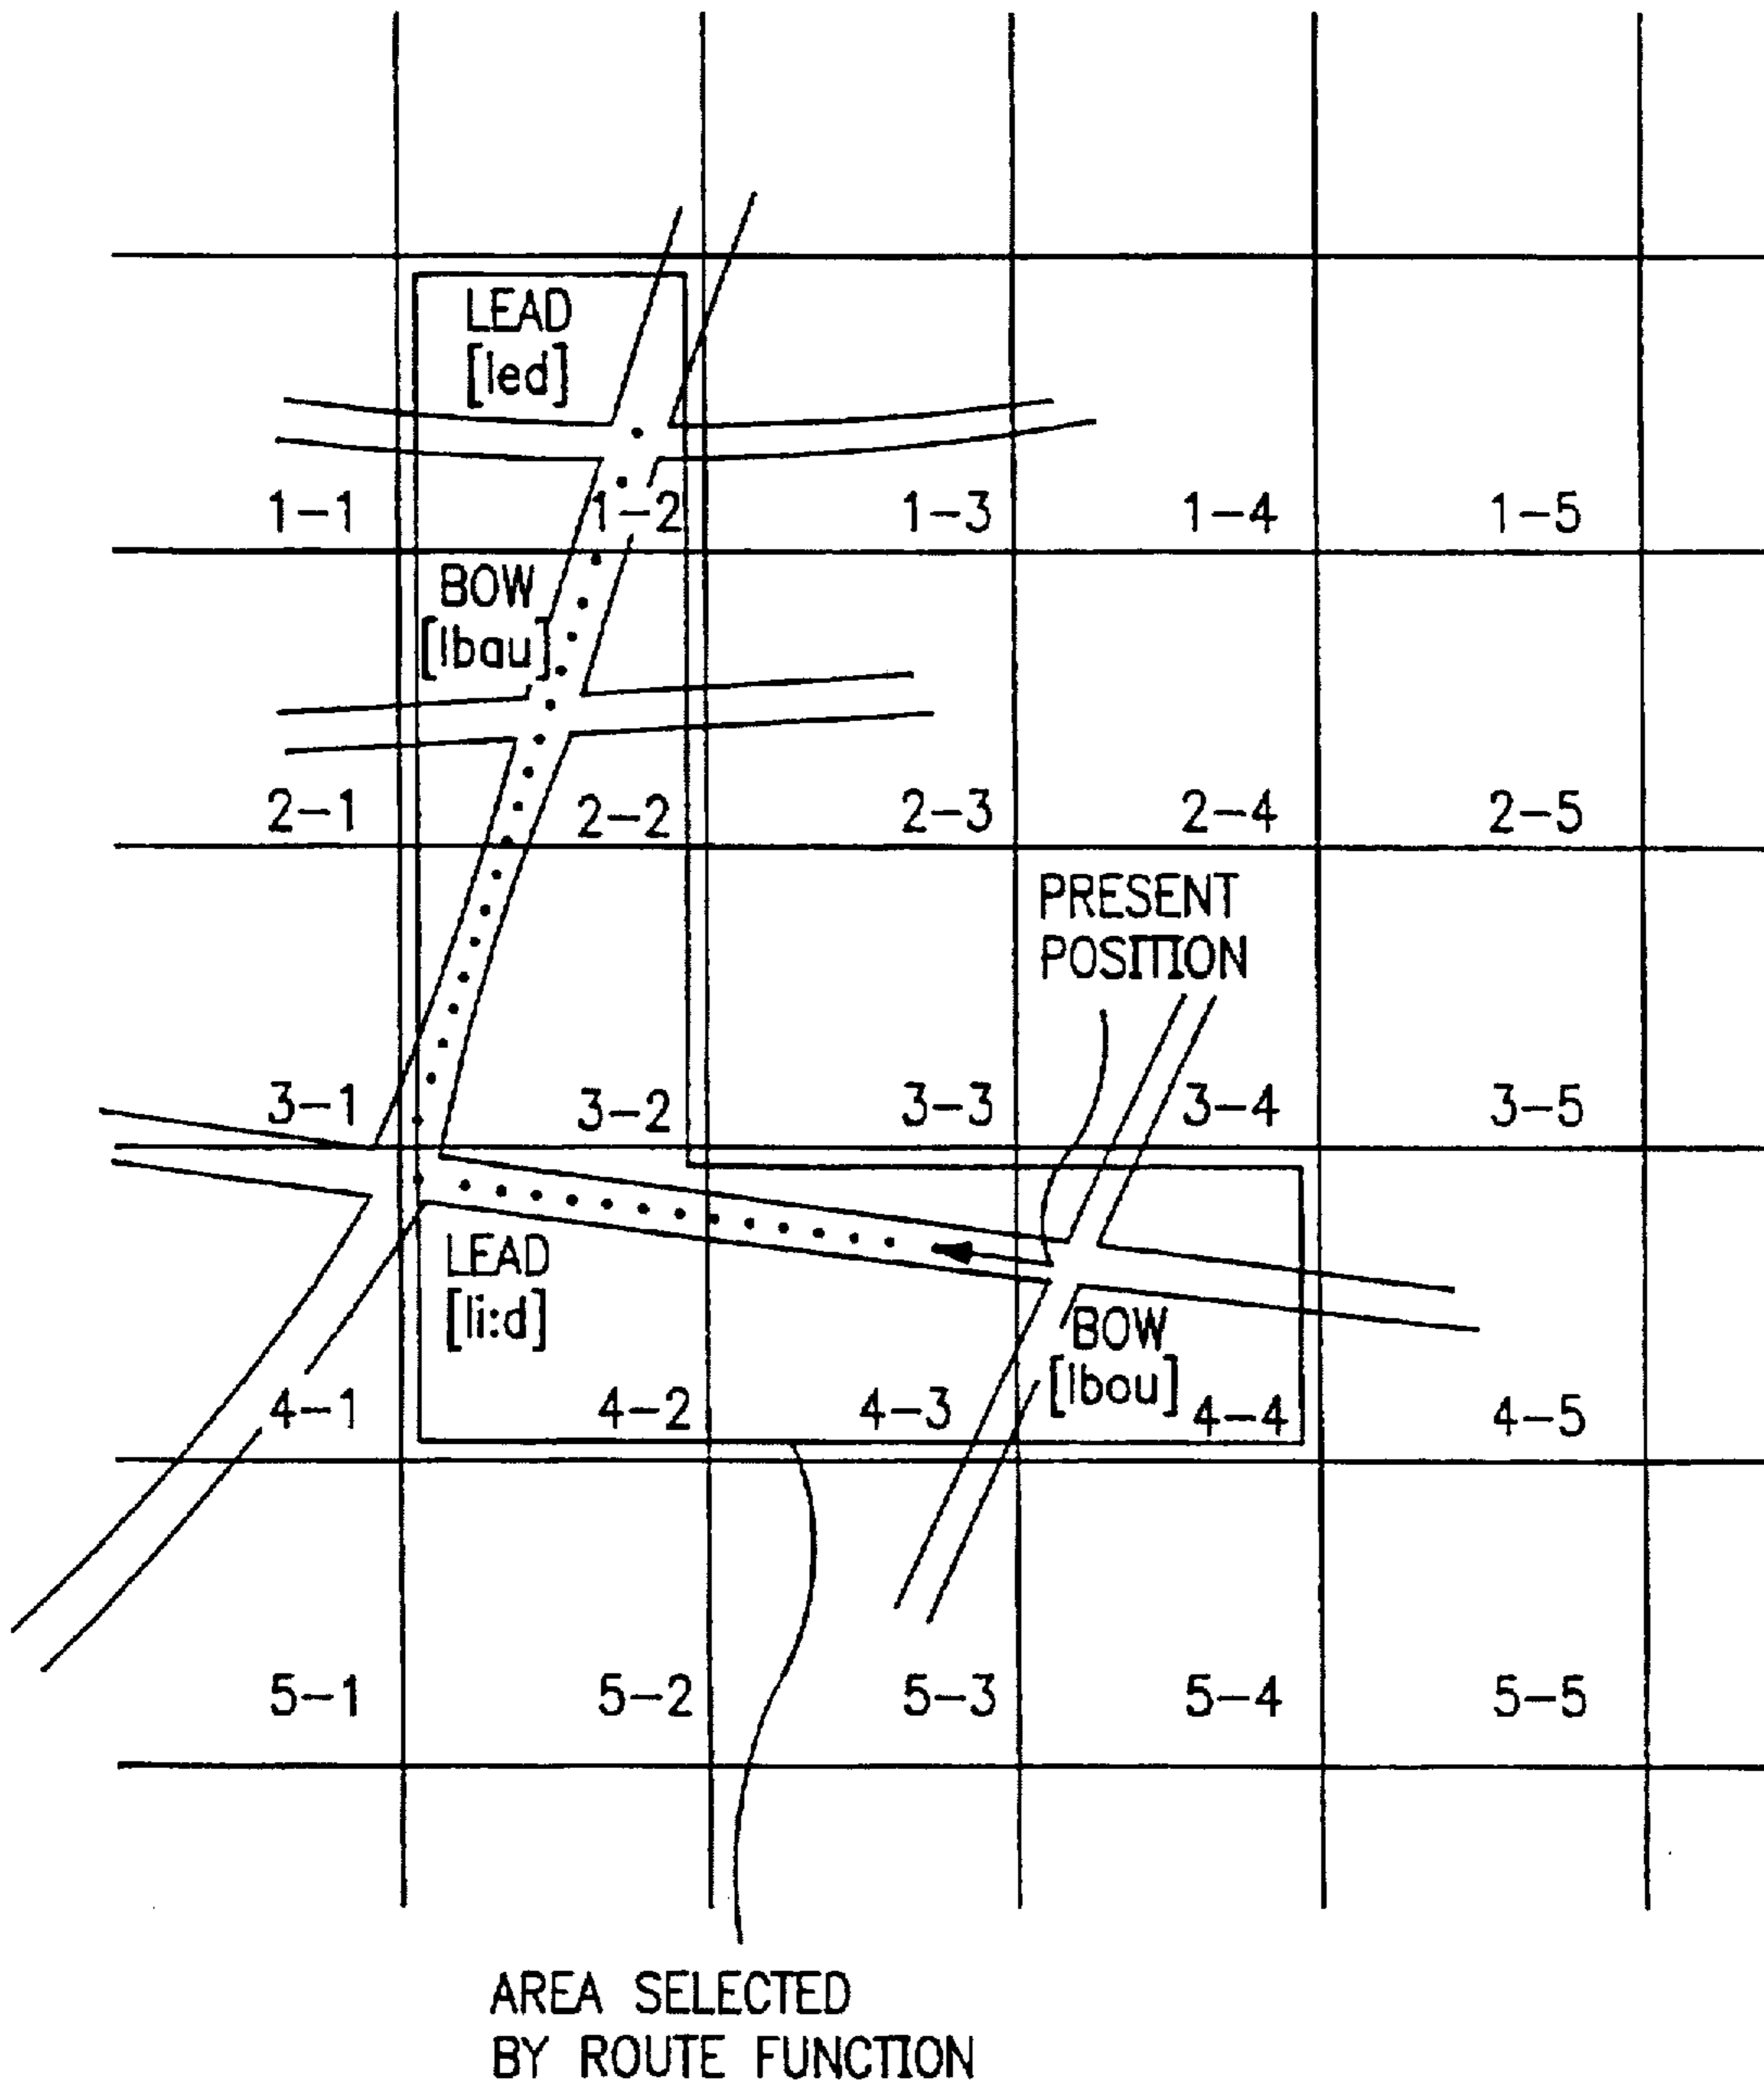 LEAD
[led]
1-1 1-2 1-3 1-4 1-5
BOW
[lbau]
2-1 2-2 2-3 2-4 2-5
PRESENT
POSITION
3-1 3-2 3-3 3-4 3-5
LEAD
[li:d]
BOW
[lbou]
4-1 4-2 4-3 4-4 4-5
5-1 5-2 5-3 5-4 5-5
AREA SELECTED
BY ROUTE FUNCTION